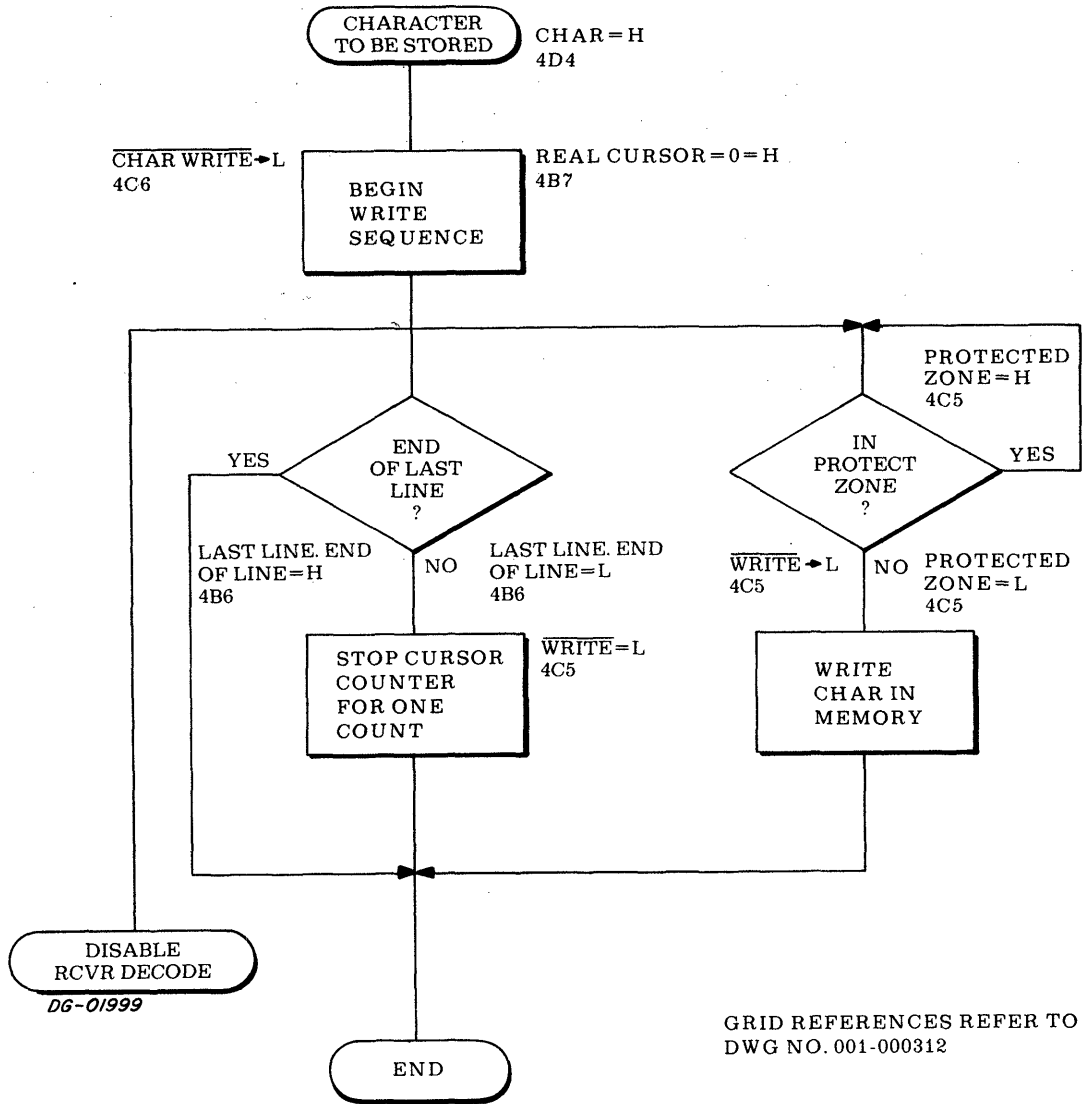 CHARACTER
TO BE STORED
CHAR=H
4D4
CHAR WRITE→L
4C6
REAL CURSOR=0=H
4B7
BEGIN
WRITE
SEQUENCE
PROTECTED
ZONE=H
4C5
YES
END
OF LAST
LINE
?
IN
PROTECT
ZONE
?
YES
LAST LINE. END
OF LINE=H
4B6
NO
LAST LINE. END
OF LINE=L
4B6
WRITE→L
4C5
NO
PROTECTED
ZONE=L
4C5
STOP CURSOR
COUNTER
FOR ONE
COUNT
WRITE=L
4C5
WRITE
CHAR IN
MEMORY
DISABLE
RCVR DECODE
DG-01999
END
GRID REFERENCES REFER TO
DWG NO. 001-000312